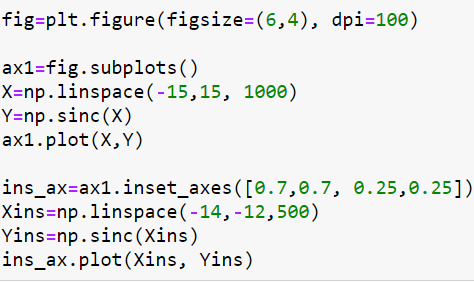 fig=plt.figure(figsize=(6,4), dpi=100)
ax1=fig.subplots()
X=np.linspace(-15,15, 1000)
Y=np.sinc(X)
ax1.plot(X,Y)
ins_ax=ax1.inset_axes([0.7,0.7, 0.25,0.25])
Xins=np.linspace(-14,-12,500)
Yins=np.sinc(Xins)
ins_ax.plot(Xins, Yins)